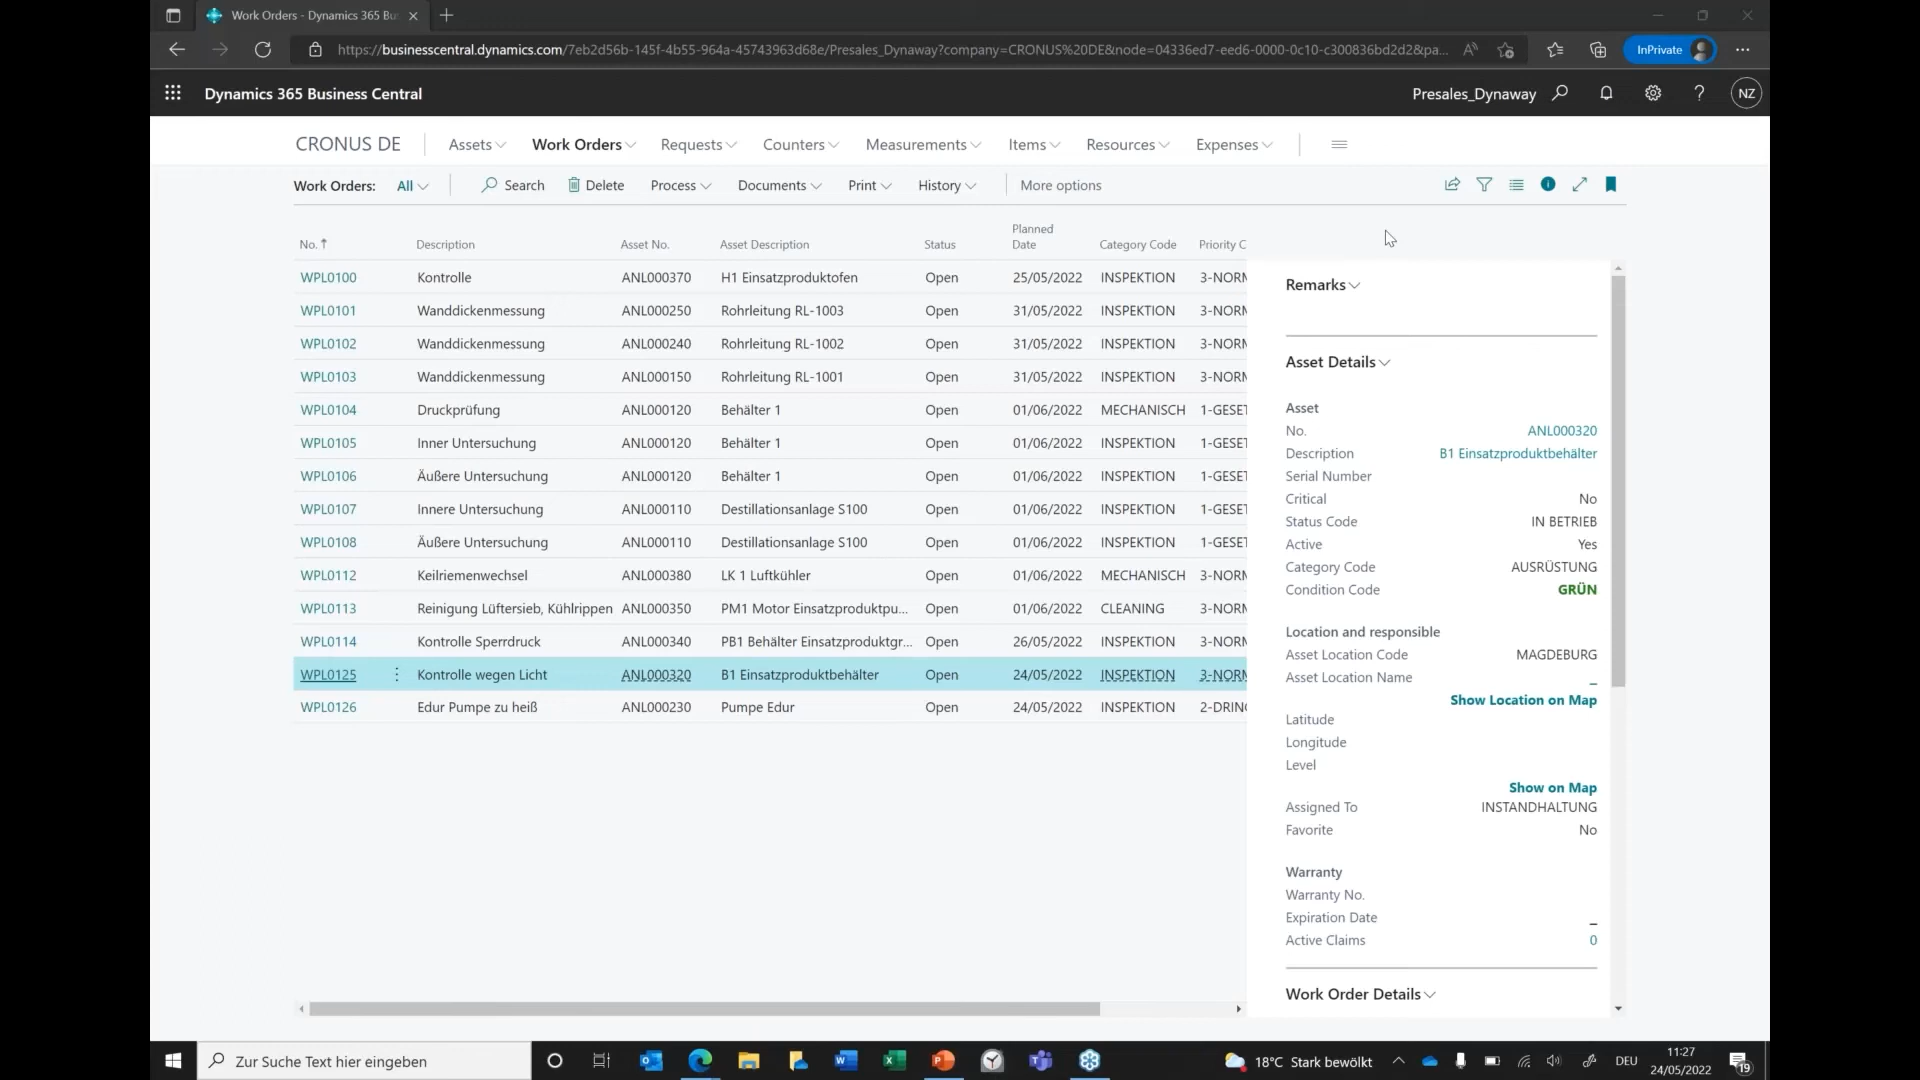 Work Orders - Dynamics 365 Bu
https://businesscentral.dynamics.com/7eb2d56b-145f-4b55-964a-45743963d68e/Presales_Dynaway?company=CRONUS%20DE&node=04336ed7-eed6-0000-0c10-c300836bd2d2&pa...
InPrivate
Dynamics 365 Business Central
Presales_Dynaway
?
NZ
CRONUS DE
Assets
Work Orders
Requests
Counters
Measurements
Items
Resources
Expenses
Work Orders: All
Search
Delete
Process
Documents
Print
History
More options
No. ↑ Description Asset No. Asset Description Status Planned Date Category Code Priority C
WPL0100 Kontrolle ANL000370 H1 Einsatzproduktofen Open 25/05/2022 INSPEKTION 3-NORM
WPL0101 Wanddickenmessung ANL000250 Rohrleitung RL-1003 Open 31/05/2022 INSPEKTION 3-NORM
WPL0102 Wanddickenmessung ANL000240 Rohrleitung RL-1002 Open 31/05/2022 INSPEKTION 3-NORM
WPL0103 Wanddickenmessung ANL000150 Rohrleitung RL-1001 Open 31/05/2022 INSPEKTION 3-NORM
WPL0104 Druckprüfung ANL000120 Behälter 1 Open 01/06/2022 MECHANISCH 1-GESET
WPL0105 Inner Untersuchung ANL000120 Behälter 1 Open 01/06/2022 INSPEKTION 1-GESET
WPL0106 Äußere Untersuchung ANL000120 Behälter 1 Open 01/06/2022 INSPEKTION 1-GESET
WPL0107 Innere Untersuchung ANL000110 Destillationsanlage S100 Open 01/06/2022 INSPEKTION 1-GESET
WPL0108 Äußere Untersuchung ANL000110 Destillationsanlage S100 Open 01/06/2022 INSPEKTION 1-GESET
WPL0112 Keilriemenwechsel ANL000380 LK 1 Luftkühler Open 01/06/2022 MECHANISCH 3-NORM
WPL0113 Reinigung Lüftersieb, Kühlrippen ANL000350 PM1 Motor Einsatzproduktpu... Open 01/06/2022 CLEANING 3-NORM
WPL0114 Kontrolle Sperrdruck ANL000340 PB1 Behälter Einsatzproduktgr... Open 26/05/2022 INSPEKTION 3-NORM
WPL0125 Kontrolle wegen Licht ANL000320 B1 Einsatzproduktbehälter Open 24/05/2022 INSPEKTION 3-NORM
WPL0126 Edur Pumpe zu heiß ANL000230 Pumpe Edur Open 24/05/2022 INSPEKTION 2-DRING
Remarks
Asset Details
Asset
No. ANL000320
Description B1 Einsatzproduktbehälter
Serial Number
Critical No
Status Code IN BETRIEB
Active Yes
Category Code AUSRÜSTUNG
Condition Code GRÜN
Location and responsible
Asset Location Code MAGDEBURG
Asset Location Name _
Show Location on Map
Latitude
Longitude
Level
Show on Map
Assigned To INSTANDHALTUNG
Favorite No
Warranty
Warranty No.
Expiration Date _
Active Claims 0
Work Order Details
Zur Suche Text hier eingeben
18°C Stark bewölkt
DEU
11:27
24/05/2022
19